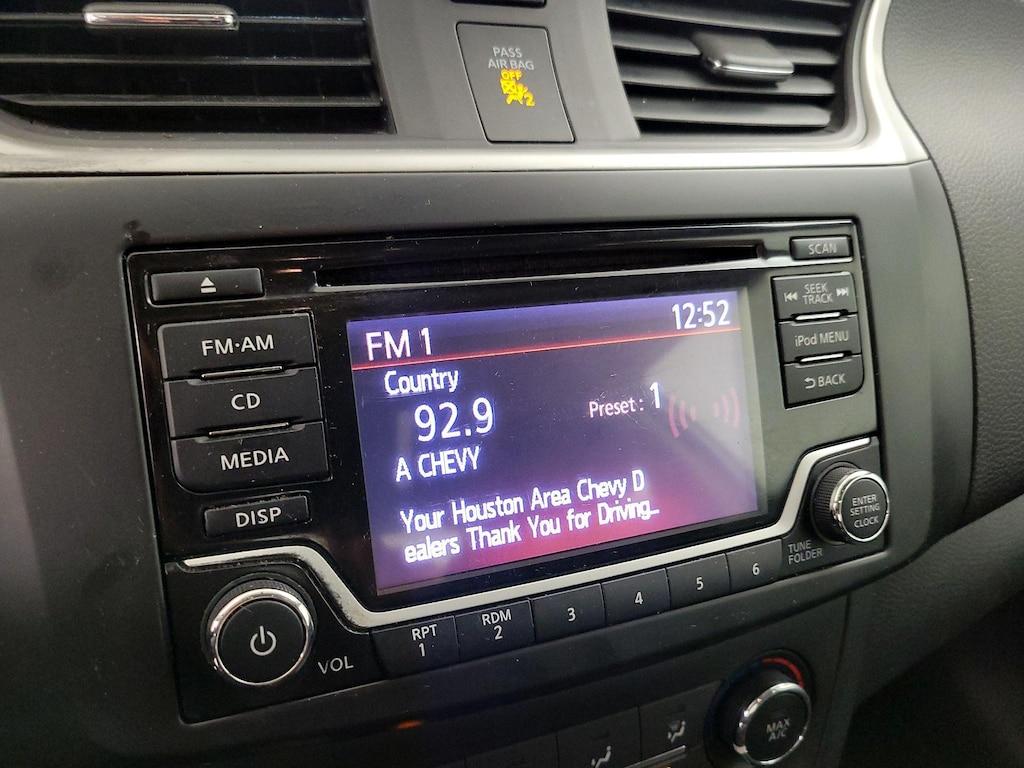 PASS
AIR BAG
OFF
2
SCAN
SEEK
TRACK
iPod MENU
BACK
FM·AM
CD
MEDIA
DISP
FM 1
12:52
Country
92.9
Preset : 1
A CHEVY
Your Houston Area Chevy D
ealers Thank You for Driving_
ENTER
SETTING
CLOCK
TUNE
FOLDER
VOL
RPT
1
RDM
2
3
4
5
6
MAX
A/C